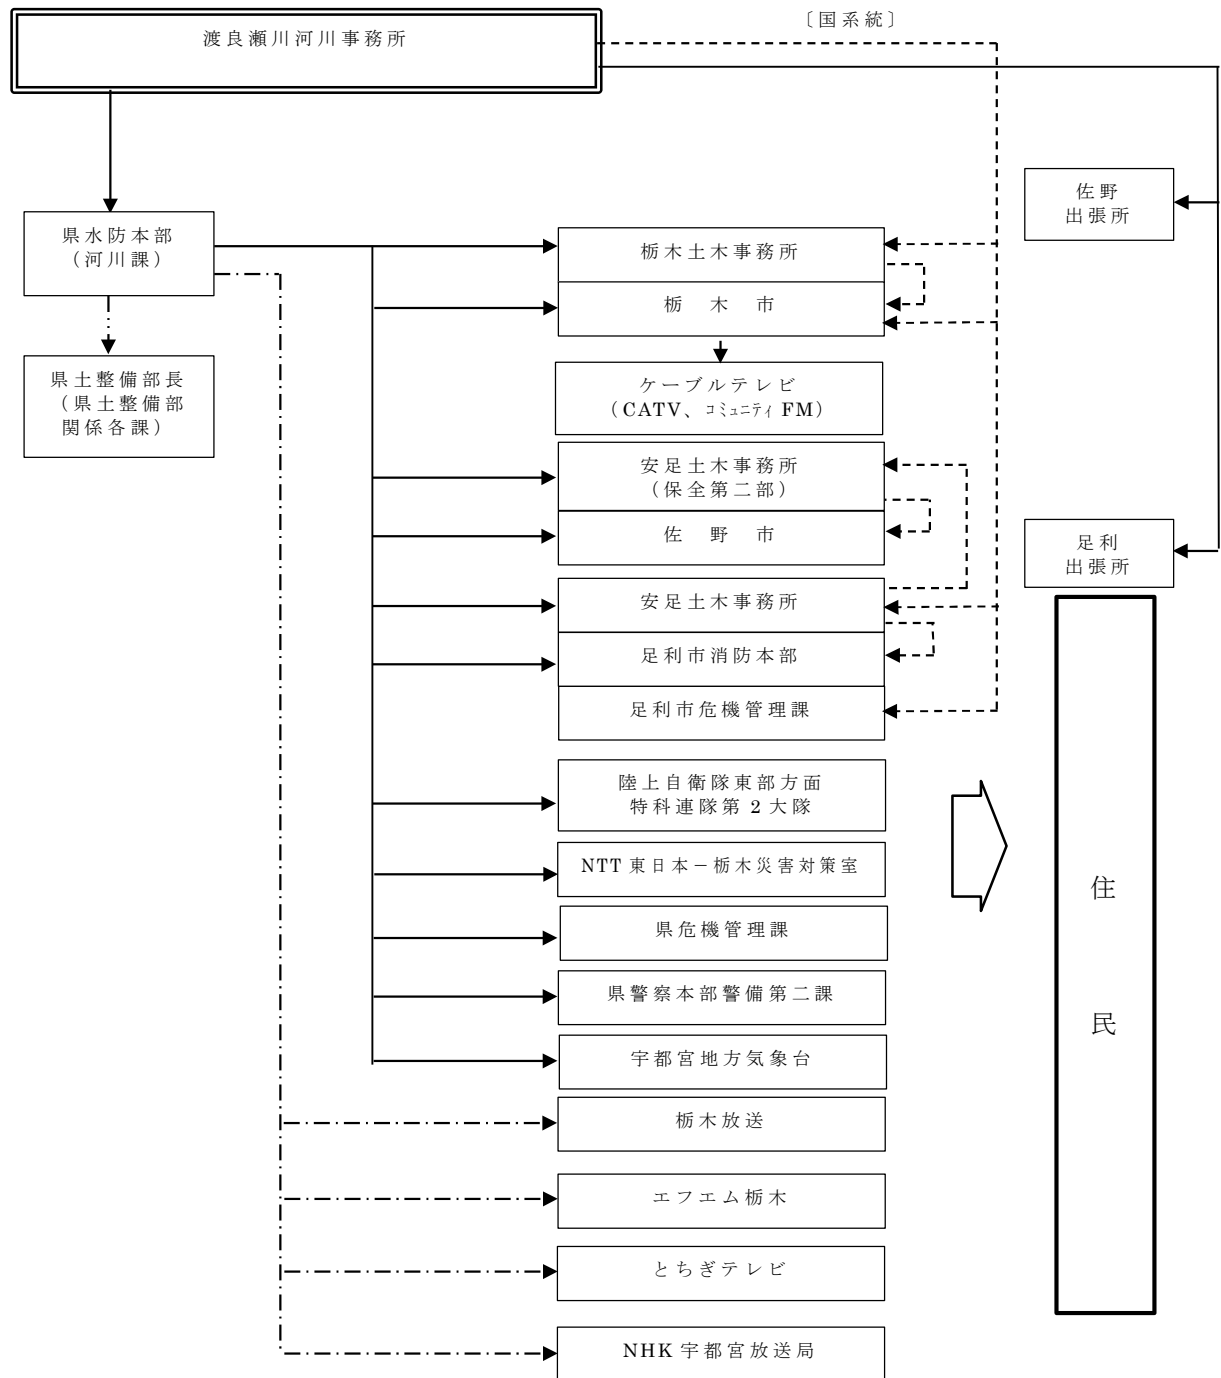 〔国系統〕
渡良瀬川河川事務所
佐野
出張所
県水防本部
（河川課）
栃木土木事務所
栃　木　市
県土整備部長
（県土整備部
関係各課）
ケーブルテレビ
（CATV、コミュニティFM）
安足土木事務所
（保全第二部）
佐　野　市
足利
出張所
安足土木事務所
足利市消防本部
足利市危機管理課
陸上自衛隊東部方面
特科連隊第2大隊
NTT東日本－栃木災害対策室
県危機管理課
県警察本部警備第二課
宇都宮地方気象台
栃木放送
エフエム栃木
とちぎテレビ
NHK宇都宮放送局
住
民